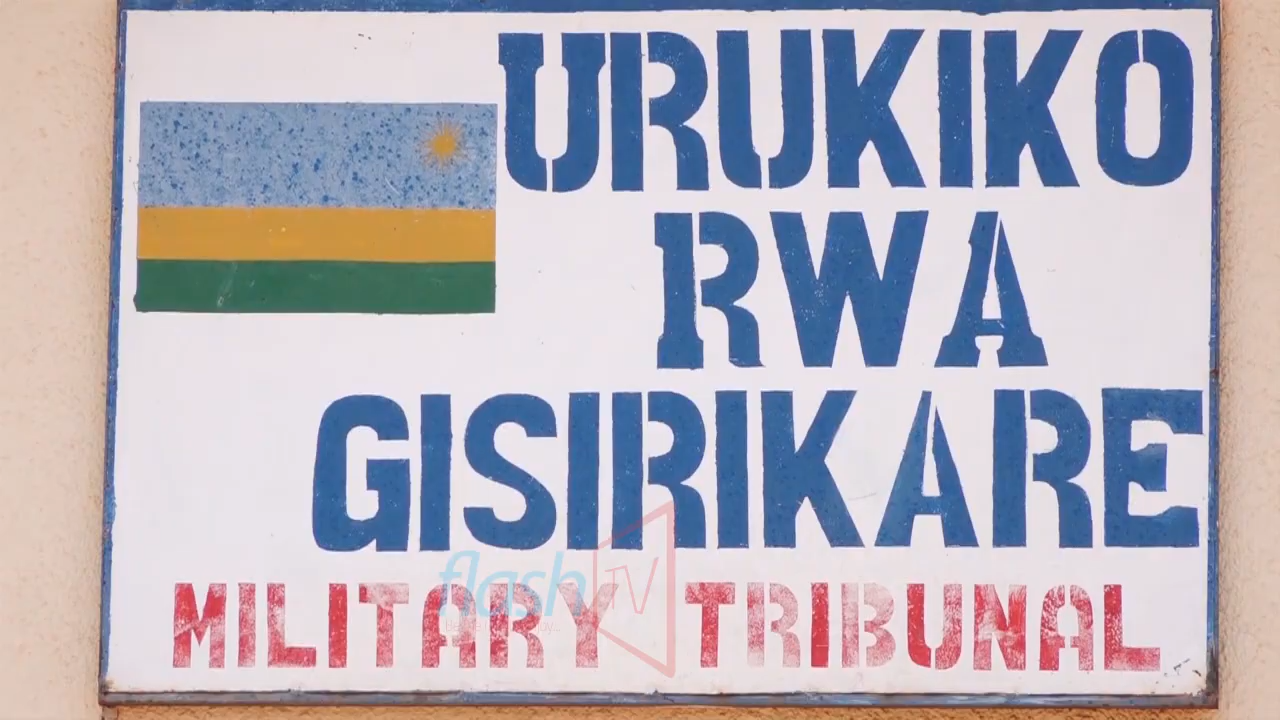 URUKIKO
RWA
GISIRIKARE
MILITARY TRIBUNAL
flash TV